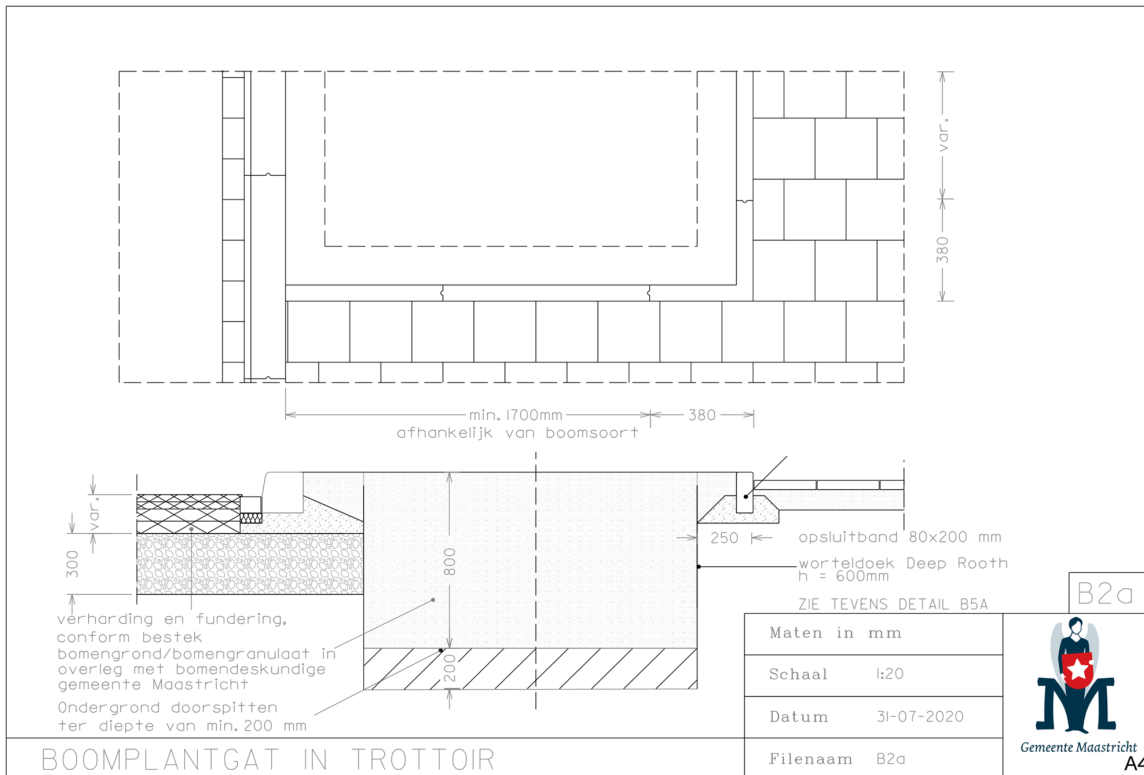 var.
380
min. 1700mm
380
afhankelijk van boomsoort
var.
300
800
200
250
opsluitband 80x200 mm
worteldoek Deep Rooth
h = 600mm
ZIE TEVENS DETAIL B5A
verharding en fundering,
conform bestek
bomengrond/bomengranulaat in
overleg met bomendeskundige
gemeente Maastricht
Ondergrond doorspitten
ter diepte van min. 200 mm
B2a
Maten in mm
Schaal 1:20
Datum 31-07-2020
Filenaam B2a
Gemeente Maastricht
A4
BOOMPLANTGAT IN TROTTOIR